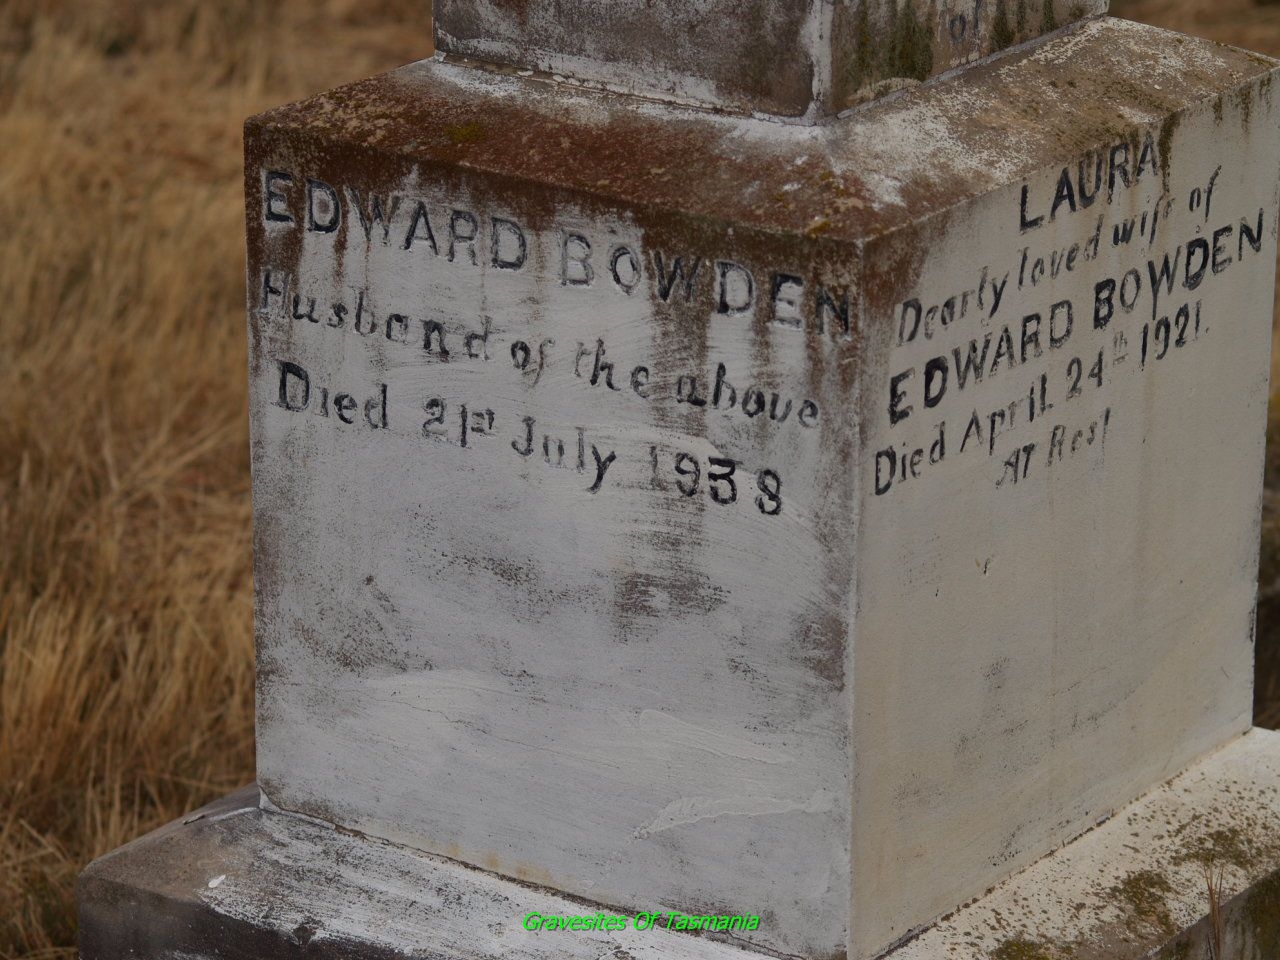 EDWARD BOWDEN
Husband of the above
Died 21st July 1938
LAURA
Dearly loved wife of
EDWARD BOWDEN
Died April 24th 1921.
AT Rest
Gravesites Of Tasmania